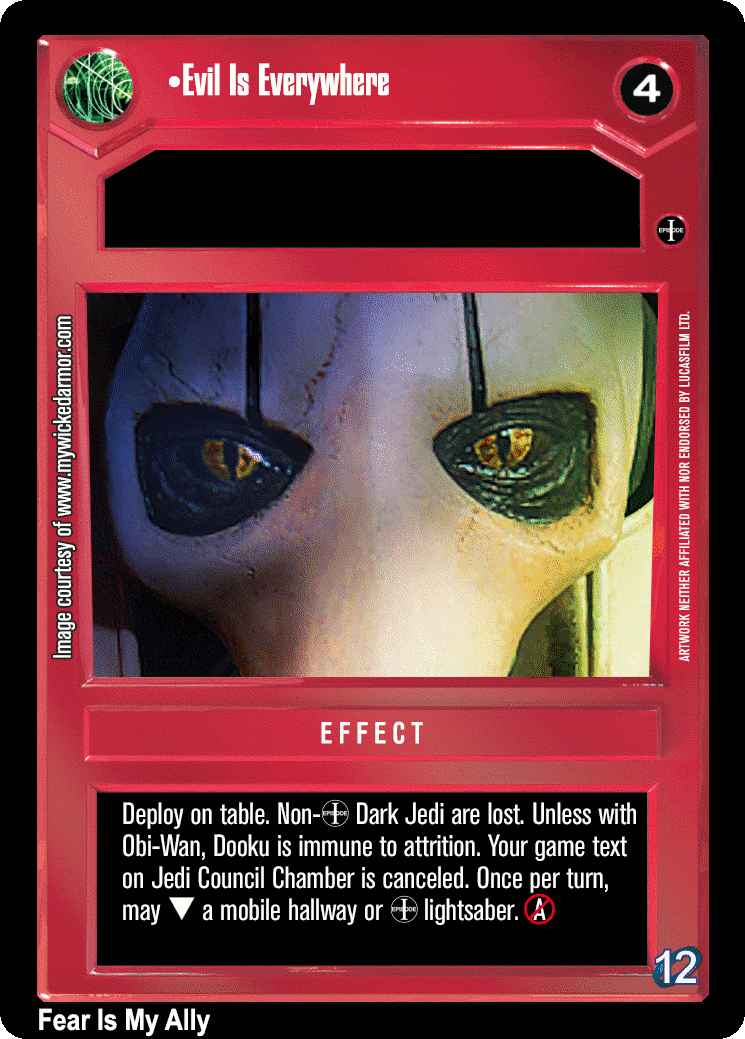 •Evil Is Everywhere
4
EPISODE I
Image courtesy of www.mywickedarmor.com
ARTWORK NEITHER AFFILIATED WITH NOR ENDORSED BY LUCASFILM LTD.
EFFECT
Deploy on table. Non-EPISODE I Dark Jedi are lost. Unless with
Obi-Wan, Dooku is immune to attrition. Your game text
on Jedi Council Chamber is canceled. Once per turn,
may ▼ a mobile hallway or EPISODE I lightsaber. A
12
Fear Is My Ally